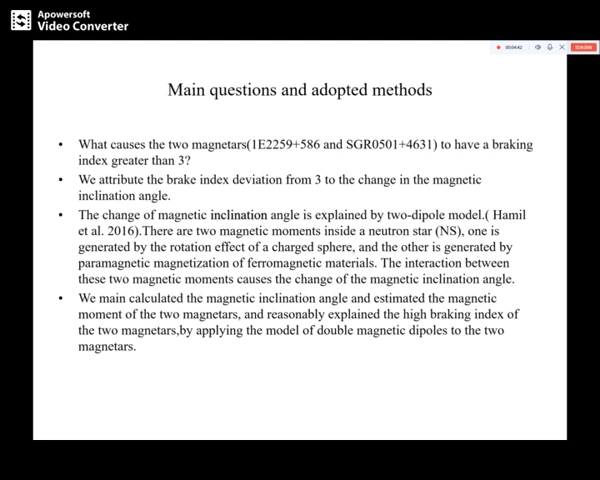 Apowersoft
Video Converter
00:04:42
Main questions and adopted methods
• What causes the two magnetars(1E2259+586 and SGR0501+4631) to have a braking
index greater than 3?
• We attribute the brake index deviation from 3 to the change in the magnetic
inclination angle.
• The change of magnetic inclination angle is explained by two-dipole model.( Hamil
et al. 2016).There are two magnetic moments inside a neutron star (NS), one is
generated by the rotation effect of a charged sphere, and the other is generated by
paramagnetic magnetization of ferromagnetic materials. The interaction between
these two magnetic moments causes the change of the magnetic inclination angle.
• We main calculated the magnetic inclination angle and estimated the magnetic
moment of the two magnetars, and reasonably explained the high braking index of
the two magnetars,by applying the model of double magnetic dipoles to the two
magnetars.